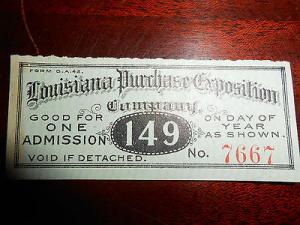 FORM D.A.42.
Louisiana Purchase Exposition
Company,
GOOD FOR ONE ADMISSION
149
ON DAY OF YEAR AS SHOWN.
VOID IF DETACHED.
No. 7667